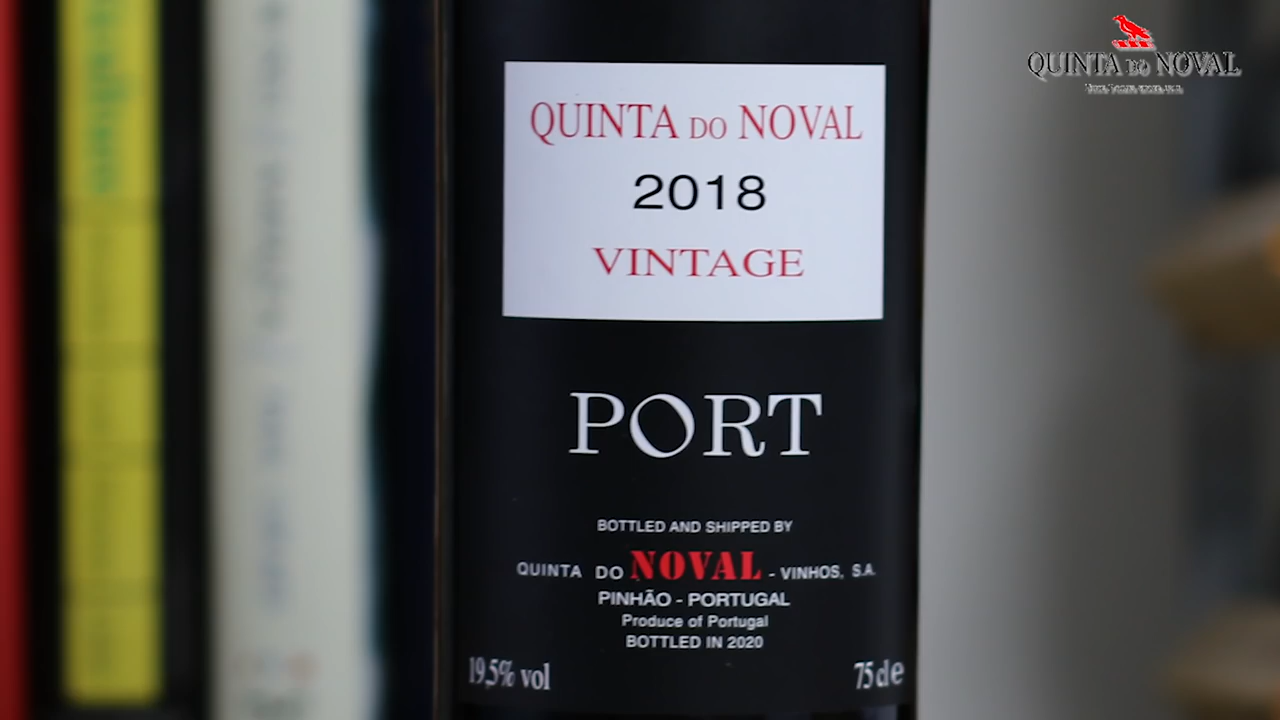 QUINTA DO NOVAL
QUINTA DO NOVAL
2018
VINTAGE
PORT
BOTTLED AND SHIPPED BY
QUINTA DO NOVAL - VINHOS, S.A.
PINHÃO - PORTUGAL
Produce of Portugal
BOTTLED IN 2020
19,5% vol
75 cl e